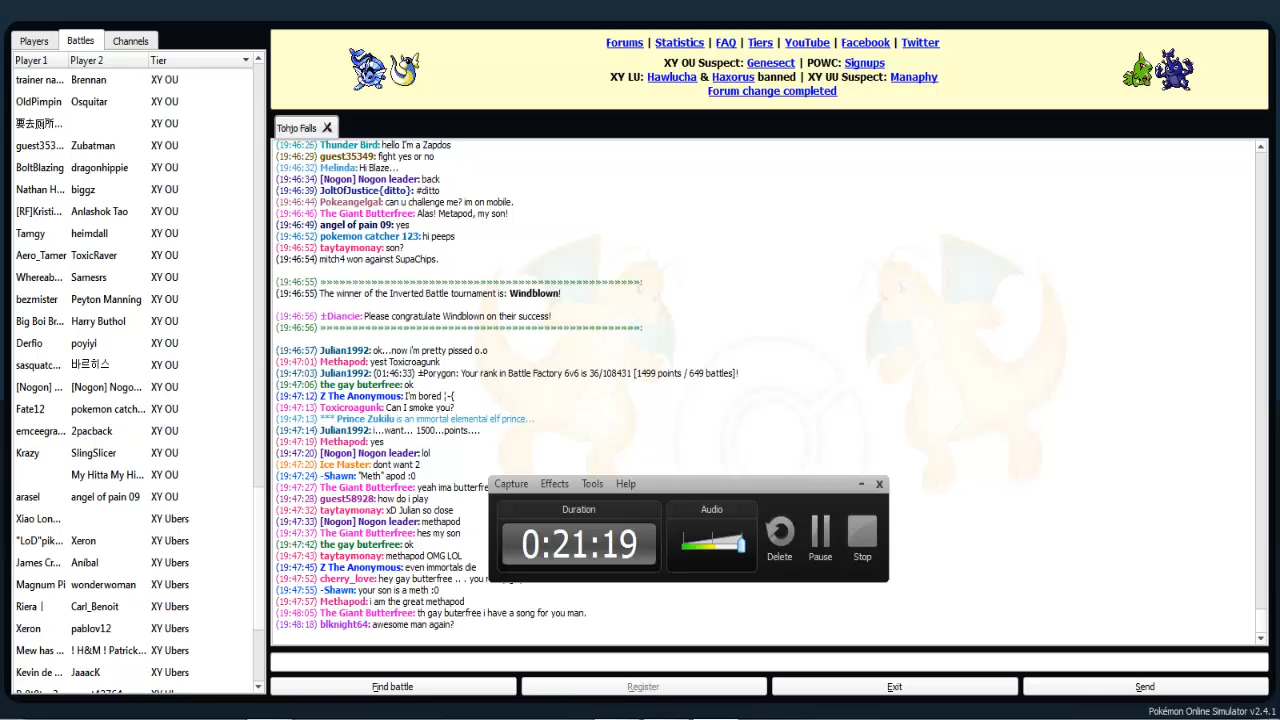 Players Battles Channels
Player 1 Player 2 Tier
trainer na... Brennan XY OU
OldPimpin Osquitar XY OU
要去厕所... XY OU
guest353... Zubatman XY OU
BoltBlazing dragonhippie XY OU
Nathan H... biggz XY OU
[RF]Kristi... Anlashok Tao XY OU
Tamgy heimdall XY OU
Aero_Tamer ToxicRaver XY OU
Whereab... Samesrs XY OU
bezmister Peyton Manning XY OU
Big Boi Br... Harry Buthol XY OU
Derfio poyiyi XY OU
sasquatc... 바르히스 XY OU
[Nogon] ... [Nogon] Nogo... XY OU
Fate12 pokemon catch... XY OU
emceegra... 2pacback XY OU
Krazy SlingSlicer XY OU
My Hitta My Hi... XY OU
arasel angel of pain 09 XY OU
Xiao Lon... XY Ubers
"LoD"pik... Xeron XY Ubers
James Cr... Aníbal XY Ubers
Magnum Pi wonderwoman XY Ubers
Riera | Carl_Benoit XY Ubers
Xeron pablov12 XY Ubers
Mew has ... ! H&M ! Patrick... XY Ubers
Kevin de ... JaaacK XY Ubers
Forums | Statistics | FAQ | Tiers | YouTube | Facebook | Twitter
XY OU Suspect: Genesect | POWC: Signups
XY LU: Hawlucha & Haxorus banned | XY UU Suspect: Manaphy
Forum change completed
Tohjo Falls X
(19:46:26) Thunder Bird: hello I'm a Zapdos
(19:46:29) guest35349: fight yes or no
(19:46:32) Melinda: Hi Blaze...
(19:46:34) [Nogon] Nogon leader: back
(19:46:39) JoltOfJustice{ditto}: #ditto
(19:46:44) Pokeangelgal: can u challenge me? im on mobile.
(19:46:46) The Giant Butterfree: Alas! Metapod, my son!
(19:46:49) angel of pain 09: yes
(19:46:52) pokemon catcher 123: hi peeps
(19:46:52) taytaymonay: son?
(19:46:54) mitch4 won against SupaChips.
(19:46:55) »»»»»»»»»»»»»»»»»»»»»»»»»»»»»»»»»»»»»»»»»»»»»»»»»»:
(19:46:55) The winner of the Inverted Battle tournament is: Windblown!
(19:46:56) ±Diancie: Please congratulate Windblown on their success!
(19:46:56) »»»»»»»»»»»»»»»»»»»»»»»»»»»»»»»»»»»»»»»»»»»»»»»»»»:
(19:46:57) Julian1992: ok...now i'm pretty pissed o.o
(19:47:01) Methapod: yest Toxicroagunk
(19:47:03) Julian1992: (01:46:33) ±Porygon: Your rank in Battle Factory 6v6 is 36/108431 [1499 points / 649 battles]!
(19:47:06) the gay buterfree: ok
(19:47:12) Z The Anonymous: I'm bored ¦-{
(19:47:13) Toxicroagunk: Can I smoke you?
(19:47:13) *** Prince Zukilu is an immortal elemental elf prince...
(19:47:14) Julian1992: i...want... 1500...points....
(19:47:19) Methapod: yes
(19:47:20) [Nogon] Nogon leader: lol
(19:47:20) Ice Master: dont want 2
(19:47:24) -Shawn: "Meth" apod :0
(19:47:27) The Giant Butterfree: yeah ima butterfre
(19:47:28) guest58928: how do i play
(19:47:32) taytaymonay: xD Julian so close
(19:47:33) [Nogon] Nogon leader: methapod
(19:47:37) The Giant Butterfree: hes my son
(19:47:42) the gay buterfree: ok
(19:47:43) taytaymonay: methapod OMG LOL
(19:47:45) Z The Anonymous: even immortals die
(19:47:52) cherry_love: hey gay butterfree .. . you
(19:47:55) -Shawn: your son is a meth :0
(19:47:57) Methapod: i am the great methapod
(19:48:05) The Giant Butterfree: th gay buterfree i have a song for you man.
(19:48:18) blknight64: awesome man again?
Capture Effects Tools Help
Duration Audio
0:21:19
Delete Pause Stop
Find battle Register Exit Send
Pokémon Online Simulator v2.4.1